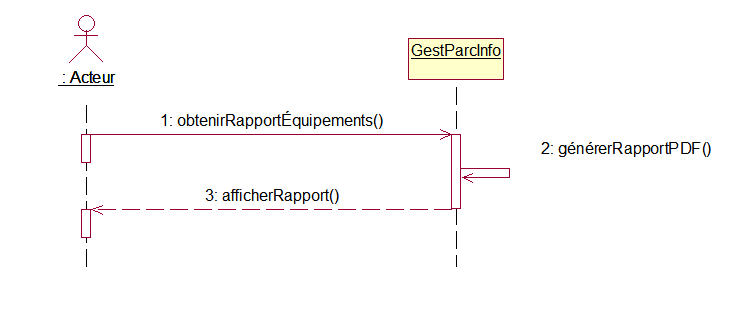 GestParcInfo
: Acteur
1: obtenirRapportÉquipements()
2: générerRapportPDF()
3: afficherRapport()